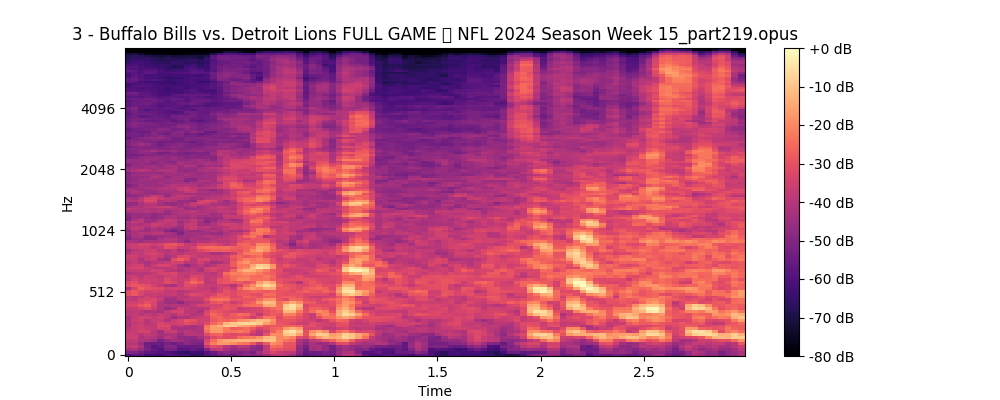 3 - Buffalo Bills vs. Detroit Lions FULL GAME ▯ NFL 2024 Season Week 15_part219.opus
+0 dB
-10 dB
-20 dB
-30 dB
-40 dB
-50 dB
-60 dB
-70 dB
-80 dB
4096
2048
1024
512
0
Hz
0 0.5 1 1.5 2 2.5
Time